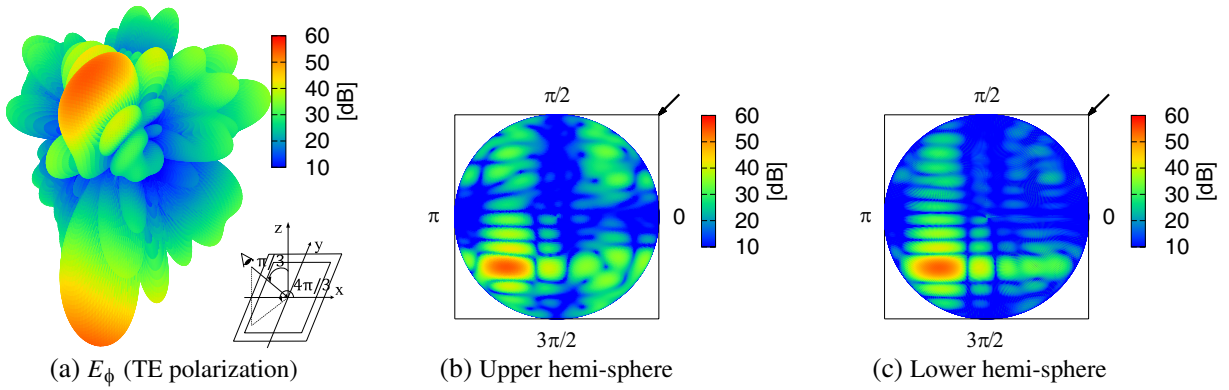 60
50
40
30
20
10
[dB]
z
y
x
π/3
4π/3
(a) E_ϕ (TE polarization)
π/2
π
3π/2
60
50
40
30
20
10
[dB]
(b) Upper hemi-sphere
π/2
π
0
3π/2
60
50
40
30
20
10
[dB]
0
(c) Lower hemi-sphere